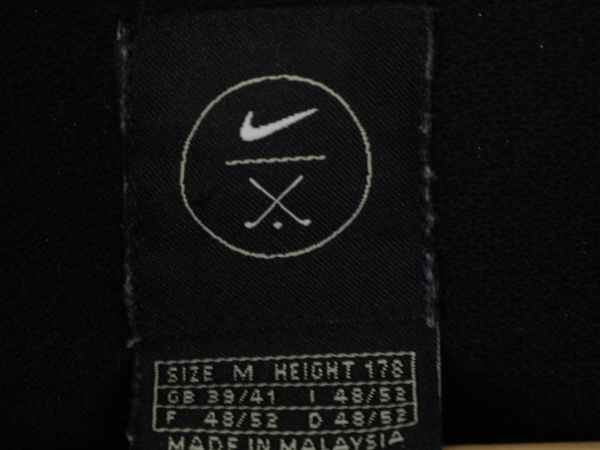 SIZE M HEIGHT 178
GB 39/41 I 48/52
F 48/52 D 48/52
MADE IN MALAYSIA